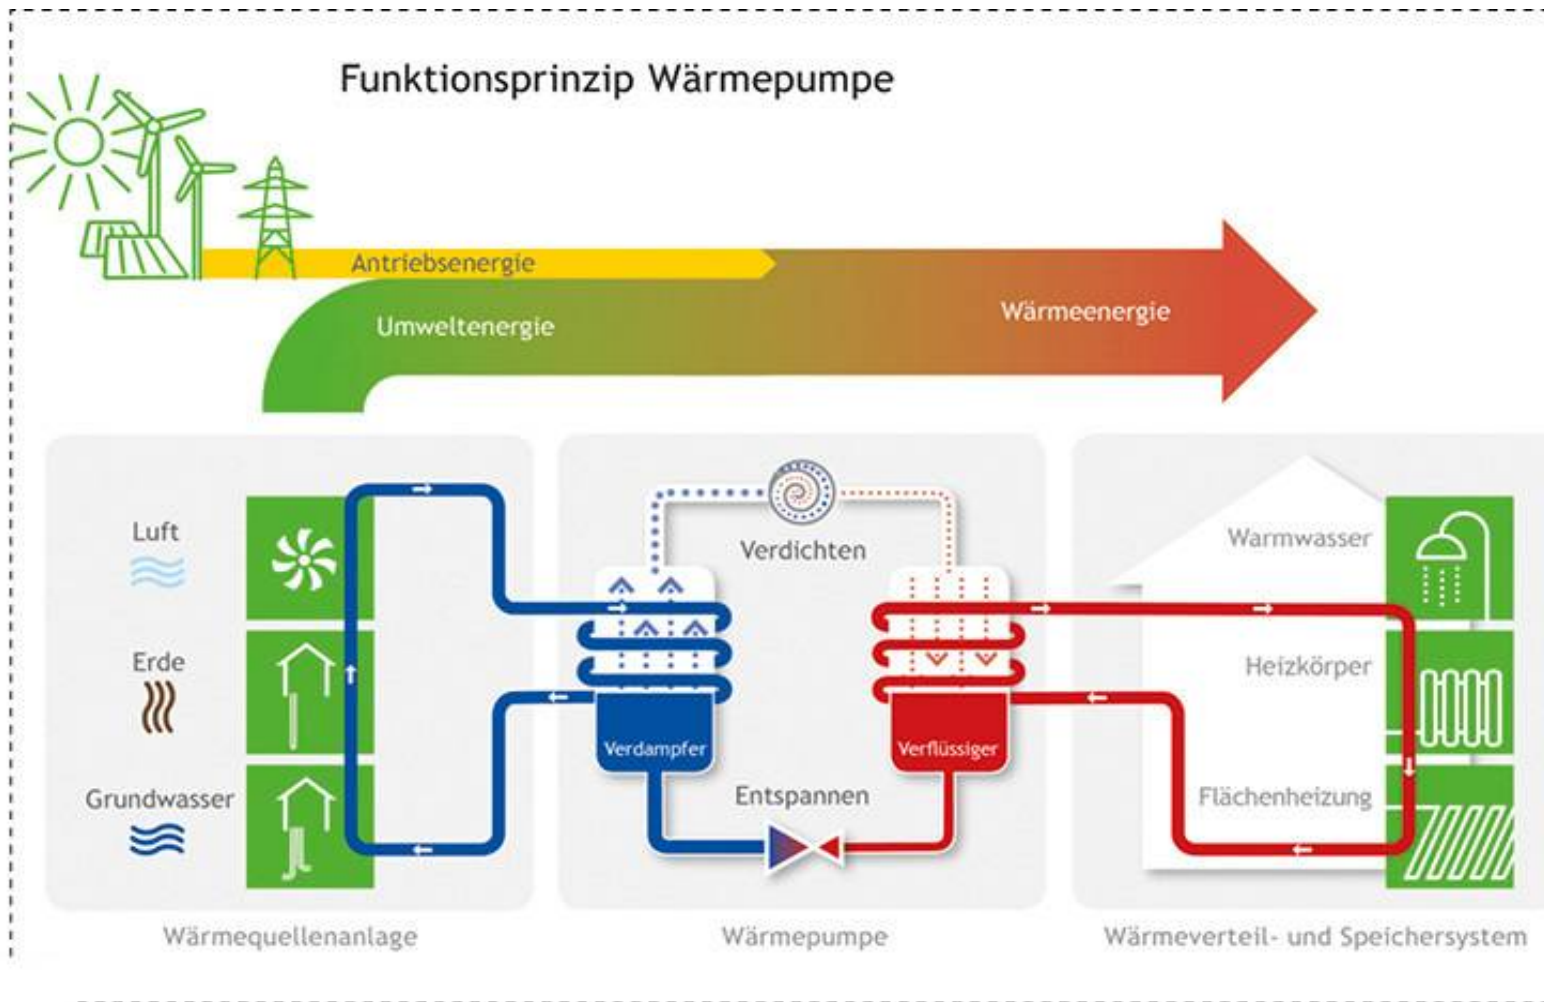 Funktionsprinzip Wärmepumpe
Antriebsenergie
Umweltenergie
Wärmeenergie
Luft
Erde
Grundwasser
Verdichten
Verdampfer
Verflüssiger
Entspannen
Warmwasser
Heizkörper
Flächenheizung
Wärmequellenanlage
Wärmepumpe
Wärmeverteil- und Speichersystem